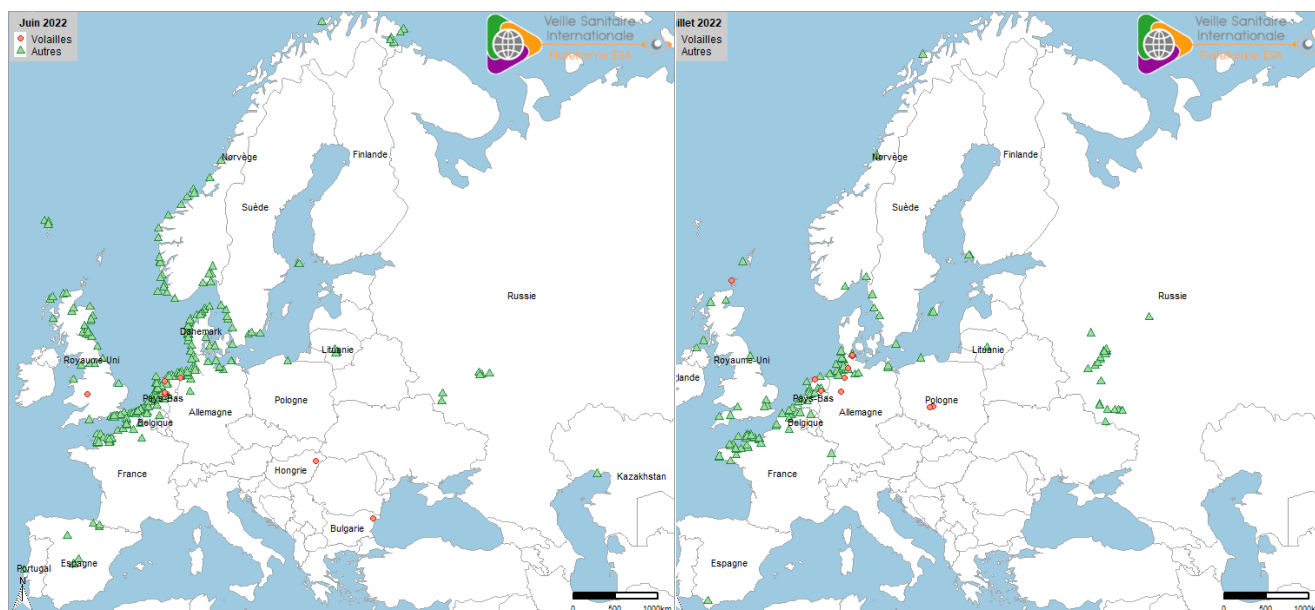 Juin 2022
Volailles
Autres
Veille Sanitaire
Internationale
Plateforme ESA
Norvège
Finlande
Suède
Russie
Danemark
Lituanie
Royaume-Uni
Pays-Bas
Pologne
Allemagne
Belgique
France
Hongrie
Kazakhstan
Bulgarie
Portugal
Espagne
N
0 500 1000km
illet 2022
Volailles
Autres
Veille Sanitaire
Internationale
Plateforme ESA
Norvège
Finlande
Suède
Russie
Lituanie
Royaume-Uni
lande
Pays-Bas
Pologne
Allemagne
Belgique
France
Espagne
0 500 1000km